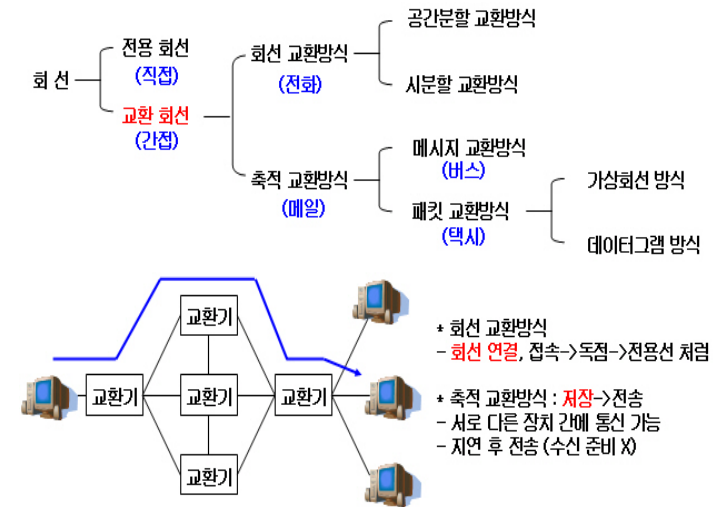 공간분할 교환방식
전용 회선
회선 교환방식
(직접)
(전화)
회 선
시분할 교환방식
교환 회선
(간접)
메시지 교환방식
(버스)
가상회선 방식
축적 교환방식
(메일)
패킷 교환방식
(택시)
데이터그램 방식
교환기
* 회선 교환방식
- 회선 연결, 접속->독점->전용선 처럼
교환기
교환기
교환기
* 축적 교환방식 : 저장->전송
- 서로 다른 장치 간에 통신 가능
- 지연 후 전송 (수신 준비 X)
교환기